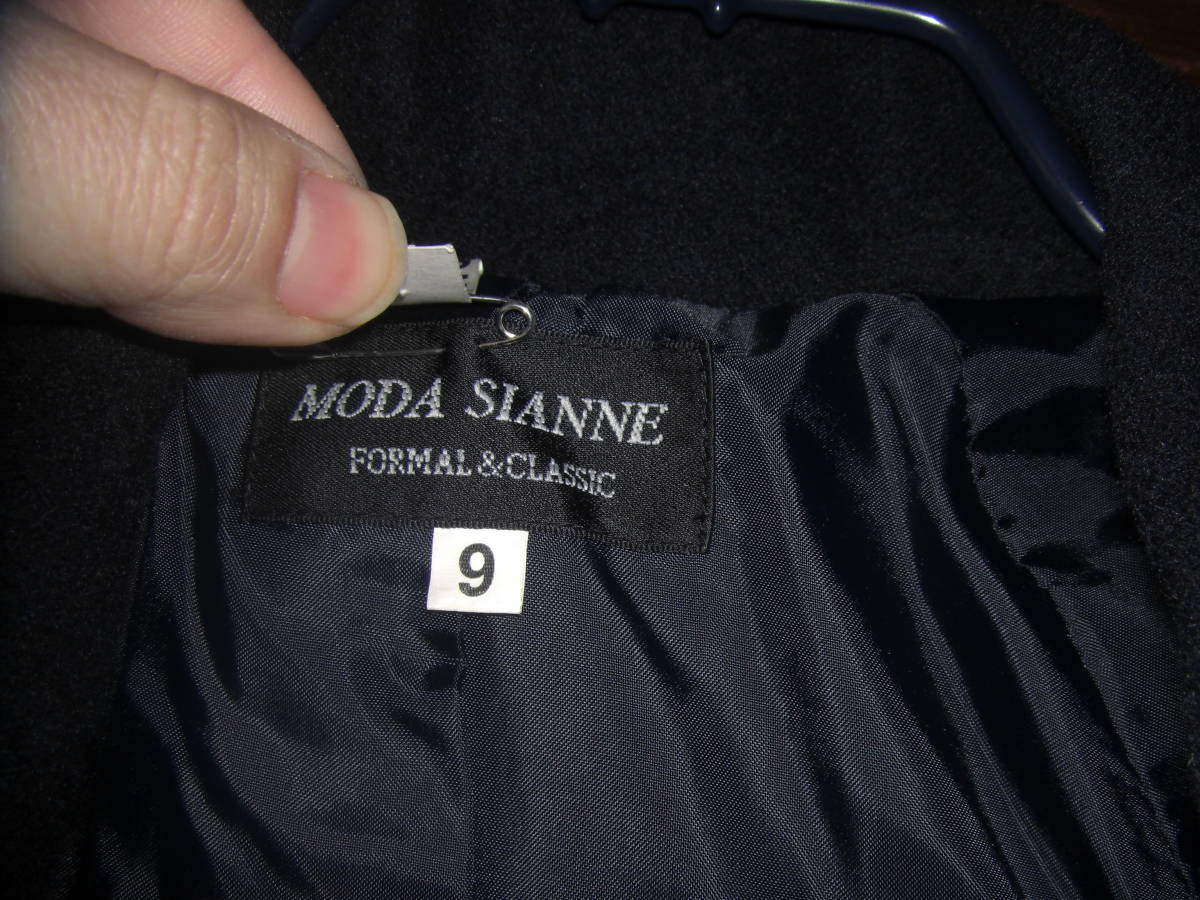 MODA SIANNE
FORMAL & CLASSIC
9